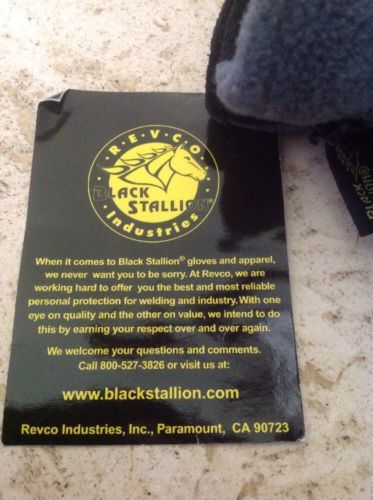 REVCO
BLACK
STALLION®
Industries
When it comes to Black Stallion® gloves and apparel,
we never want you to be sorry. At Revco, we are
working hard to offer you the best and most reliable
personal protection for welding and industry. With one
eye on quality and the other on value, we intend to do
this by earning your respect over and over again.
We welcome your questions and comments.
Call 800-527-3826 or visit us at:
www.blackstallion.com
Revco Industries, Inc., Paramount, CA 90723